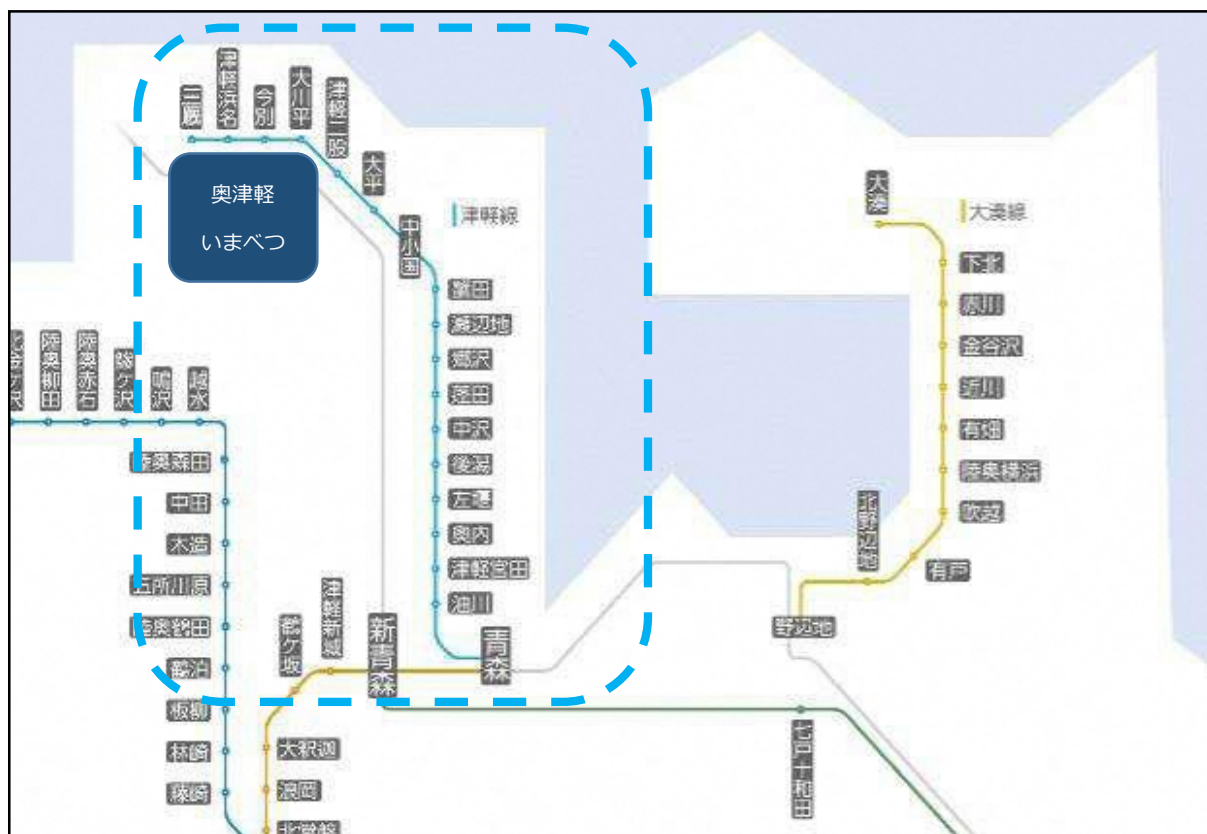 三厩
津軽浜名
今別
大川平
津軽二股
大平
中小国
奥津軽
いまべつ
津軽線
蟹田
瀬辺地
郷沢
蓬田
中沢
後潟
左堰
奥内
津軽宮田
油川
青森
新青森
津軽新城
鶴ケ坂
大釈迦
浪岡
北常盤
北金ケ沢
陸奥柳田
陸奥赤石
鰺ケ沢
鳴沢
越水
陸奥森田
中田
木造
五所川原
陸奥鶴田
鶴泊
板柳
林崎
藤崎
大湊
大湊線
下北
赤川
金谷沢
近川
有畑
陸奥横浜
吹越
有戸
北野辺地
野辺地
七戸十和田